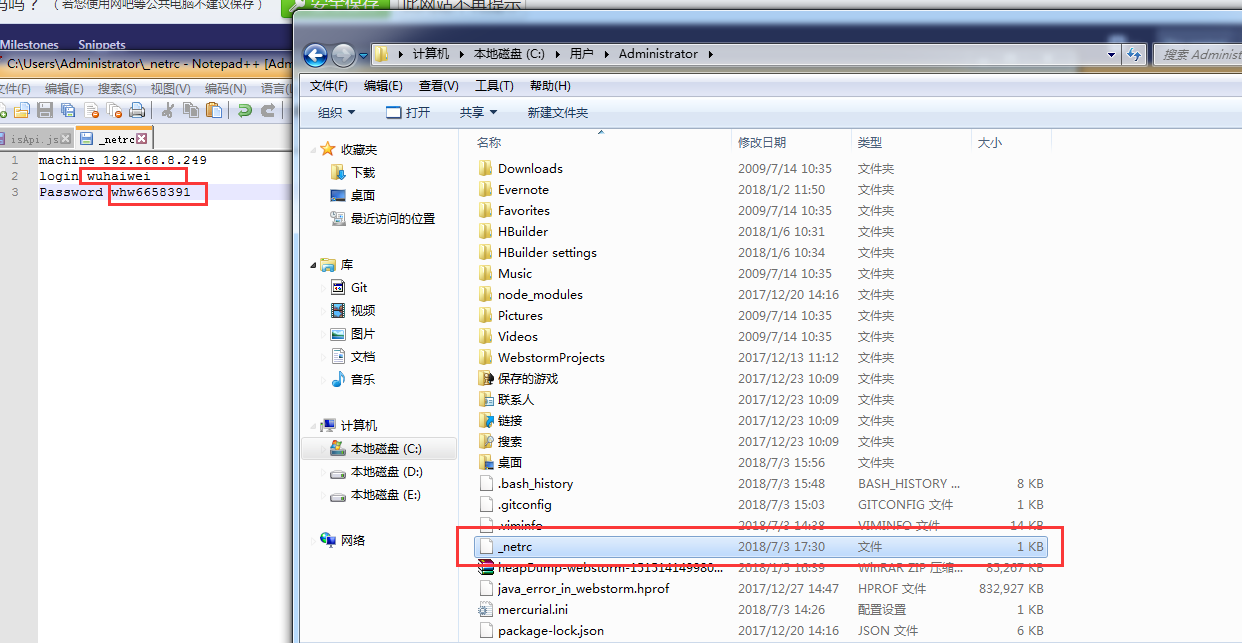 吗？（若您使用网吧等公共电脑不建议保存）
安全保存
此网站不再提示
Milestones Snippets
C:\Users\Administrator\_netrc - Notepad++ [Adm
文件(F) 编辑(E) 搜索(S) 视图(V) 编码(N) 语言(
isApi.js _netrc
1 machine 192.168.8.249
2 login wuhaiwei
3 Password whw6658391
计算机 本地磁盘 (C:) 用户 Administrator
搜索 Administ
文件(F) 编辑(E) 查看(V) 工具(T) 帮助(H)
组织 打开 共享 新建文件夹
收藏夹
下载
桌面
最近访问的位置
库
Git
视频
图片
文档
音乐
计算机
本地磁盘 (C:)
本地磁盘 (D:)
本地磁盘 (E:)
网络
名称 修改日期 类型 大小
Downloads 2009/7/14 10:35 文件夹
Evernote 2018/1/2 11:50 文件夹
Favorites 2009/7/14 10:35 文件夹
HBuilder 2018/1/6 10:31 文件夹
HBuilder settings 2018/1/6 10:34 文件夹
Music 2009/7/14 10:35 文件夹
node_modules 2017/12/20 14:16 文件夹
Pictures 2009/7/14 10:35 文件夹
Videos 2009/7/14 10:35 文件夹
WebstormProjects 2017/12/13 11:12 文件夹
保存的游戏 2017/12/23 10:09 文件夹
联系人 2017/12/23 10:09 文件夹
链接 2017/12/23 10:09 文件夹
搜索 2017/12/23 10:09 文件夹
桌面 2018/7/3 15:56 文件夹
.bash_history 2018/7/3 15:48 BASH_HISTORY ... 8 KB
.gitconfig 2018/7/3 15:03 GITCONFIG 文件 1 KB
.viminfo 2018/7/3 14:38 VIMINFO 文件 14 KB
_netrc 2018/7/3 17:30 文件 1 KB
heapDump-webstorm-151514149980... 2018/1/5 16:39 WinRAR ZIP 压缩... 85,267 KB
java_error_in_webstorm.hprof 2017/12/27 14:47 HPROF 文件 832,927 KB
mercurial.ini 2018/7/3 14:26 配置设置 1 KB
package-lock.json 2017/12/20 14:16 JSON 文件 6 KB